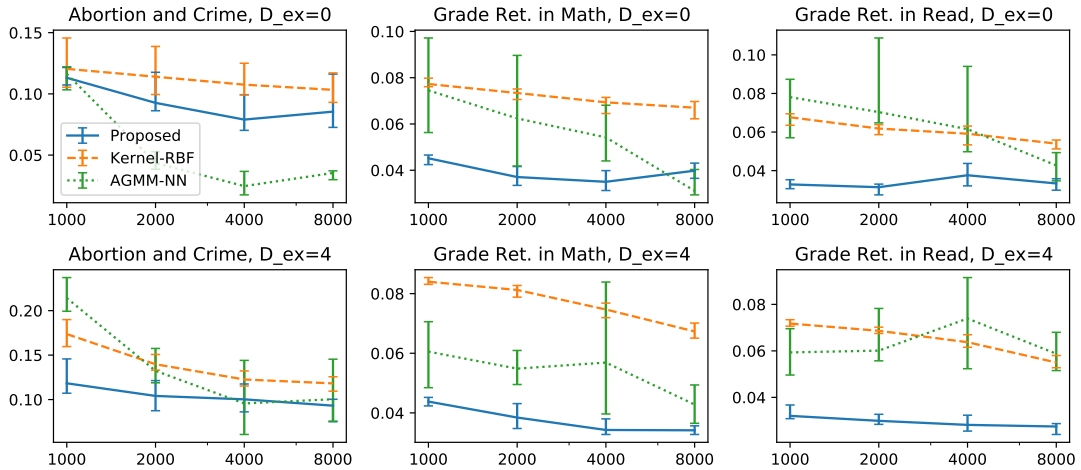 Abortion and Crime, D_ex=0
0.15
0.10
0.05
Proposed
Kernel-RBF
AGMM-NN
1000 2000 4000 8000
Grade Ret. in Math, D_ex=0
0.10
0.08
0.06
0.04
1000 2000 4000 8000
Grade Ret. in Read, D_ex=0
0.10
0.08
0.06
0.04
1000 2000 4000 8000
Abortion and Crime, D_ex=4
0.20
0.15
0.10
1000 2000 4000 8000
Grade Ret. in Math, D_ex=4
0.08
0.06
0.04
1000 2000 4000 8000
Grade Ret. in Read, D_ex=4
0.08
0.06
0.04
1000 2000 4000 8000